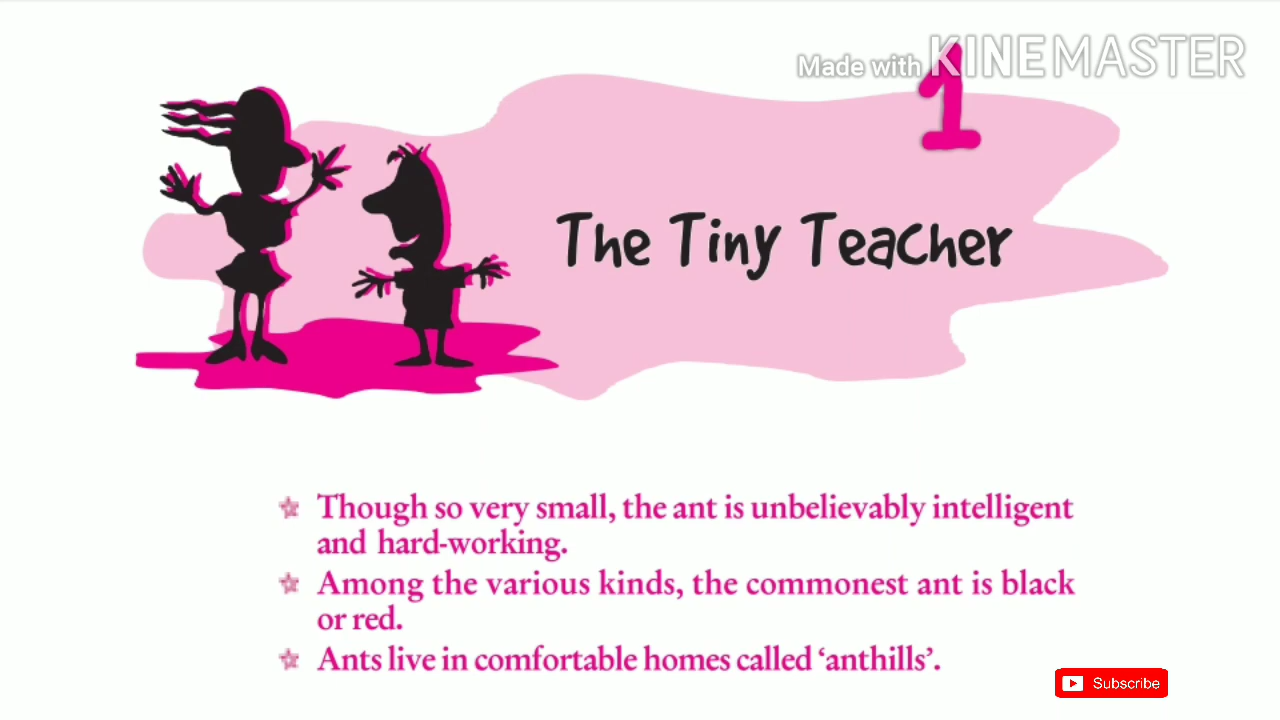 Made with KINEMASTER
1
The Tiny Teacher
Though so very small, the ant is unbelievably intelligent
and hard-working.
Among the various kinds, the commonest ant is black
or red.
Ants live in comfortable homes called ‘anthills’.
Subscribe